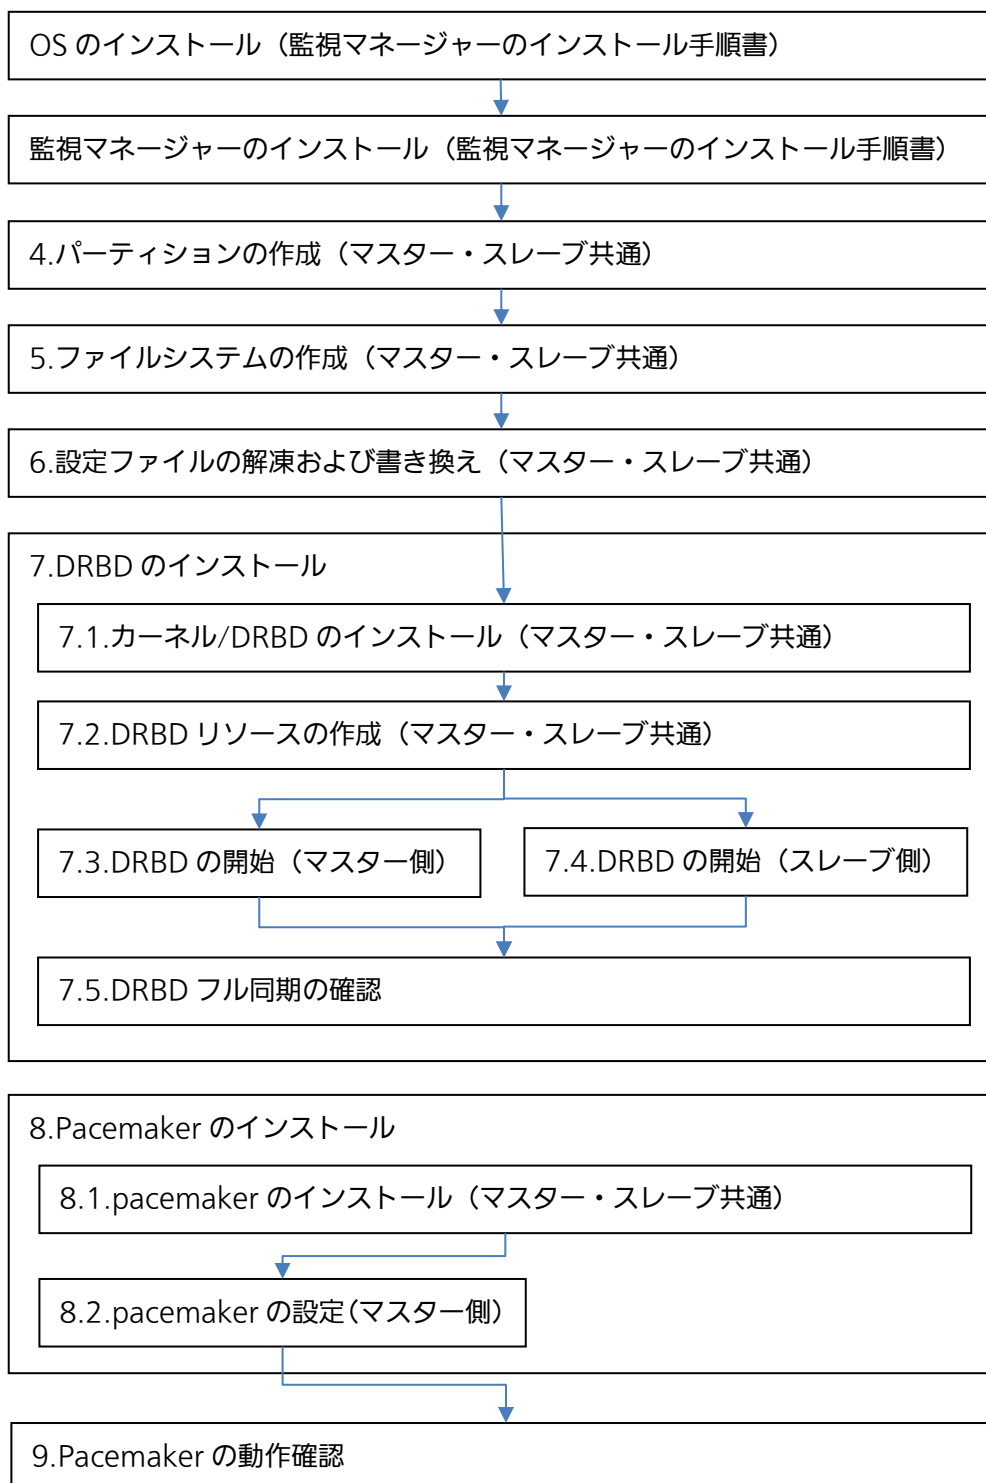 OS のインストール（監視マネージャーのインストール手順書）
監視マネージャーのインストール（監視マネージャーのインストール手順書）
4.パーティションの作成（マスター・スレーブ共通）
5.ファイルシステムの作成（マスター・スレーブ共通）
6.設定ファイルの解凍および書き換え（マスター・スレーブ共通）
7.DRBD のインストール
7.1.カーネル/DRBD のインストール（マスター・スレーブ共通）
7.2.DRBD リソースの作成（マスター・スレーブ共通）
7.3.DRBD の開始（マスター側）
7.4.DRBD の開始（スレーブ側）
7.5.DRBD フル同期の確認
8.Pacemaker のインストール
8.1.pacemaker のインストール（マスター・スレーブ共通）
8.2.pacemaker の設定(マスター側）
9.Pacemaker の動作確認